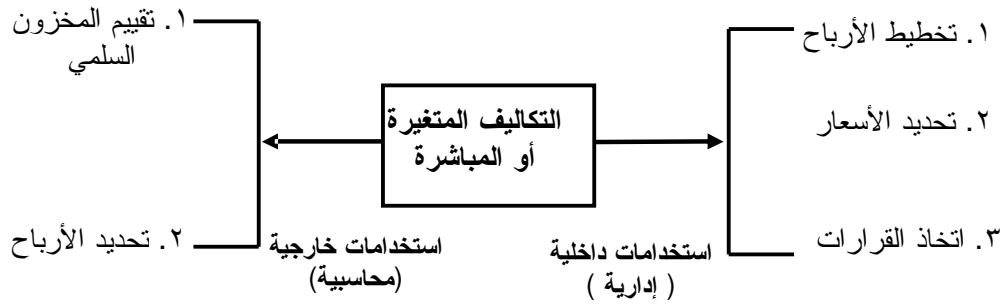 ١. تخطيط الأرباح
٢. تحديد الأسعار
٣. اتخاذ القرارات
استخدامات داخلية
( إدارية )
التكاليف المتغيرة
أو المباشرة
١. تقييم المخزون
السلمي
٢. تحديد الأرباح
استخدامات خارجية
(محاسبية)